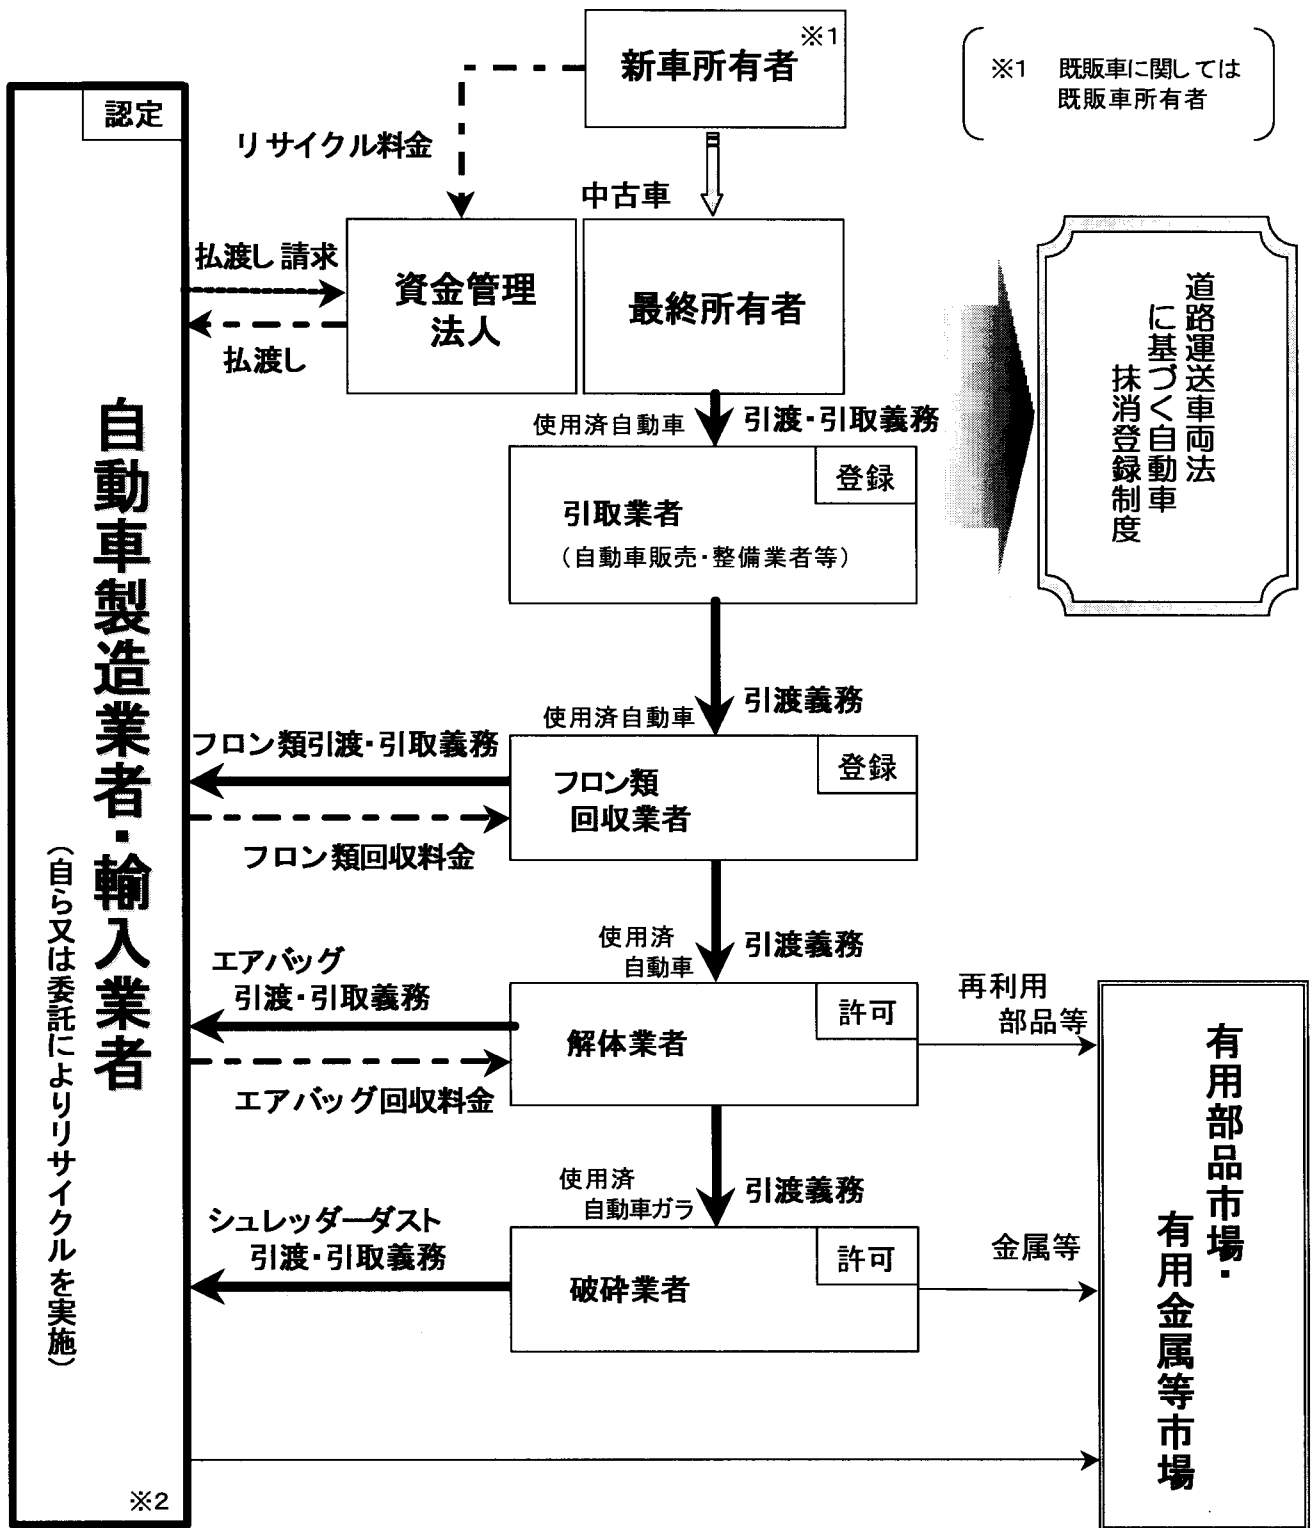 新車所有者
※1
※1 既販車に関しては
既販車所有者
認定
リサイクル料金
中古車
払渡し請求
払渡し
資金管理
法人
最終所有者
道路運送車両法
に基づく自動車
抹消登録制度
使用済自動車
引渡・引取義務
登録
引取業者
（自動車販売・整備業者等）
自動車製造業者・輸入業者
（自ら又は委託によりリサイクルを実施）
使用済自動車
引渡義務
フロン類引渡・引取義務
登録
フロン類
回収業者
フロン類回収料金
使用済
自動車
引渡義務
エアバッグ
引渡・引取義務
許可
解体業者
再利用
部品等
エアバッグ回収料金
有用部品市場・
有用金属等市場
使用済
自動車ガラ
引渡義務
シュレッダーダスト
引渡・引取義務
許可
破砕業者
金属等
※2